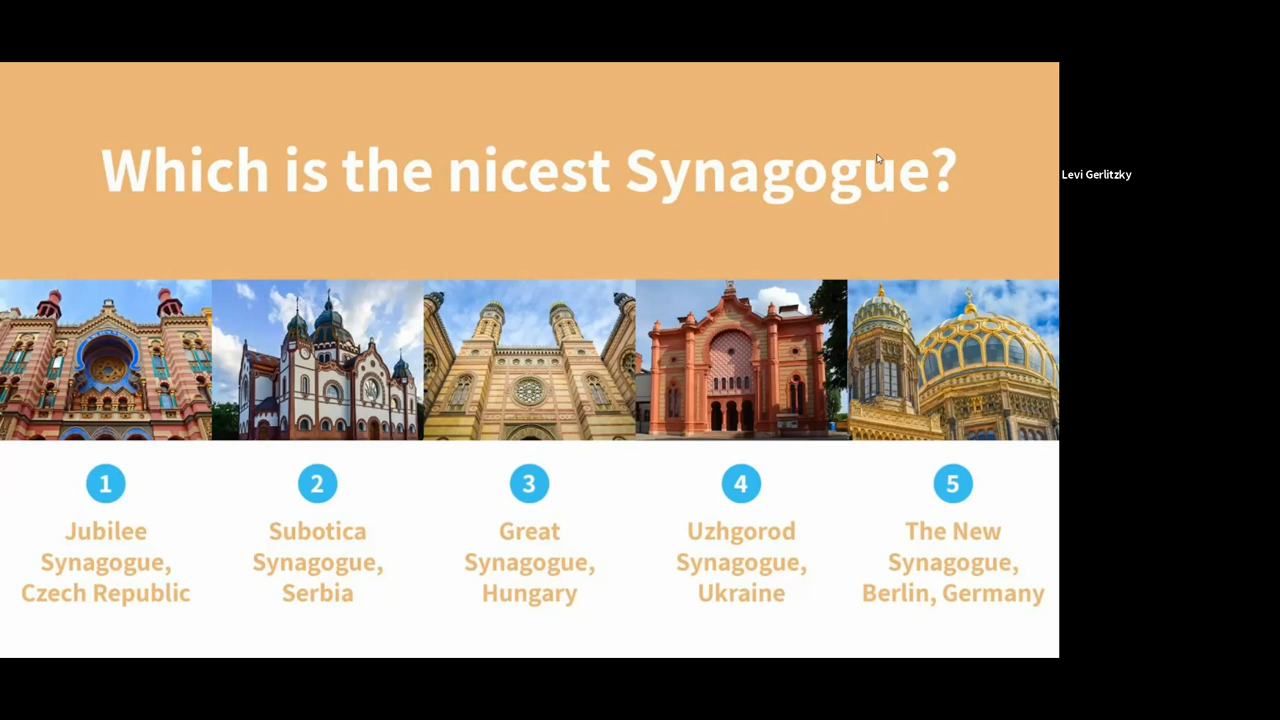 Which is the nicest Synagogue?
Levi Gerlitzky
1
Jubilee
Synagogue,
Czech Republic
2
Subotica
Synagogue,
Serbia
3
Great
Synagogue,
Hungary
4
Uzhgorod
Synagogue,
Ukraine
5
The New
Synagogue,
Berlin, Germany